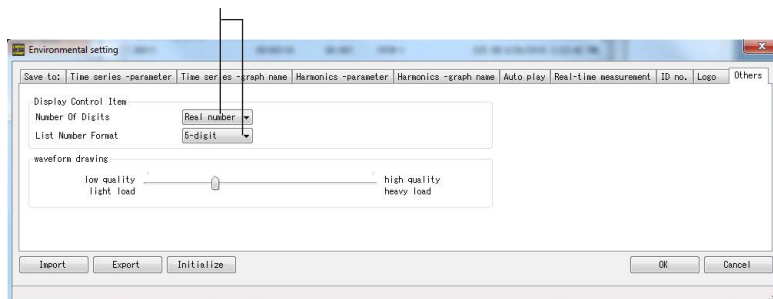 Environmental setting
Save to: Time series -parameter Time series -graph name Harmonics -parameter Harmonics -graph name Auto play Real-time measurement ID no. Logo Others
Display Control Item
Number Of Digits Real number
List Number Format 5-digit
waveform drawing
low quality high quality
light load heavy load
Import Export Initialize OK Cancel